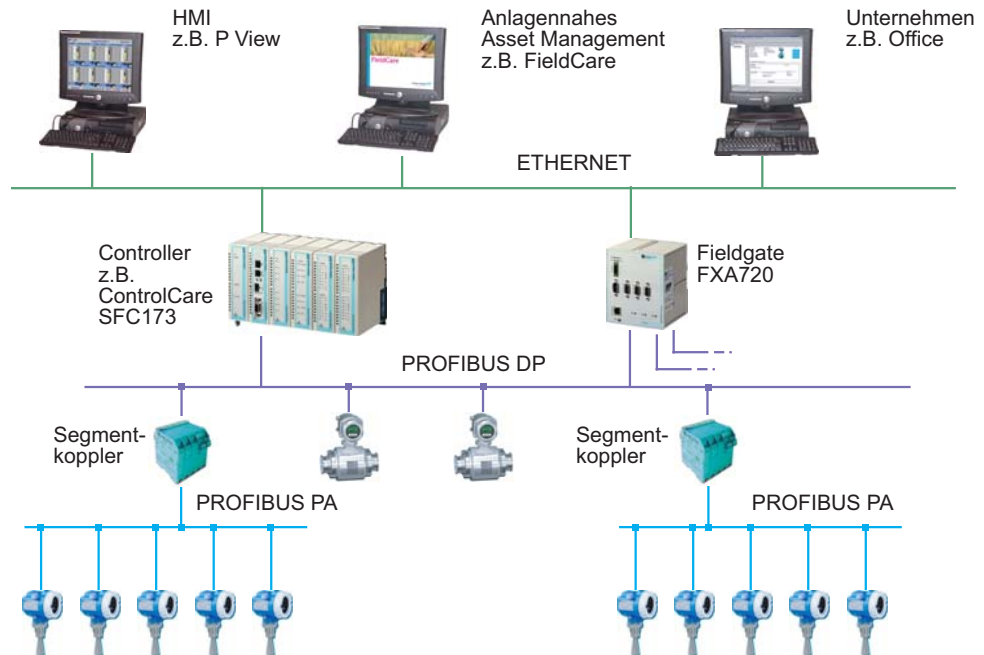 HMI
z.B. P View
Anlagennahes
Asset Management
z.B. FieldCare
Unternehmen
z.B. Office
FieldCare
ETHERNET
Controller
z.B.
ControlCare
SFC173
Fieldgate
FXA720
PROFIBUS DP
Segment-
koppler
Segment-
koppler
PROFIBUS PA
PROFIBUS PA